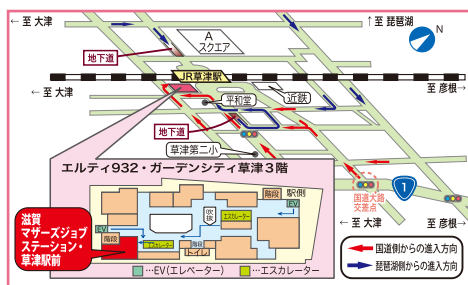 ← 至 大津
↑ 至 琵琶湖
N
A
スクエア
地下道
JR草津駅
近鉄
平和堂
← 至 大津
至 彦根→
地下道
草津第二小
エルティ932・ガーデンシティ草津3階
階段
駅側
EV
吹抜
エスカレーター
滋賀
マザーズジョブ
ステーション・
草津駅前
EV
階段
エスカレーター
階段
トイレ
…EV(エレベーター)
…エスカレーター
1
国道大路
交差点
← 至 大津
至 彦根→
国道側からの進入方向
琵琶湖側からの進入方向